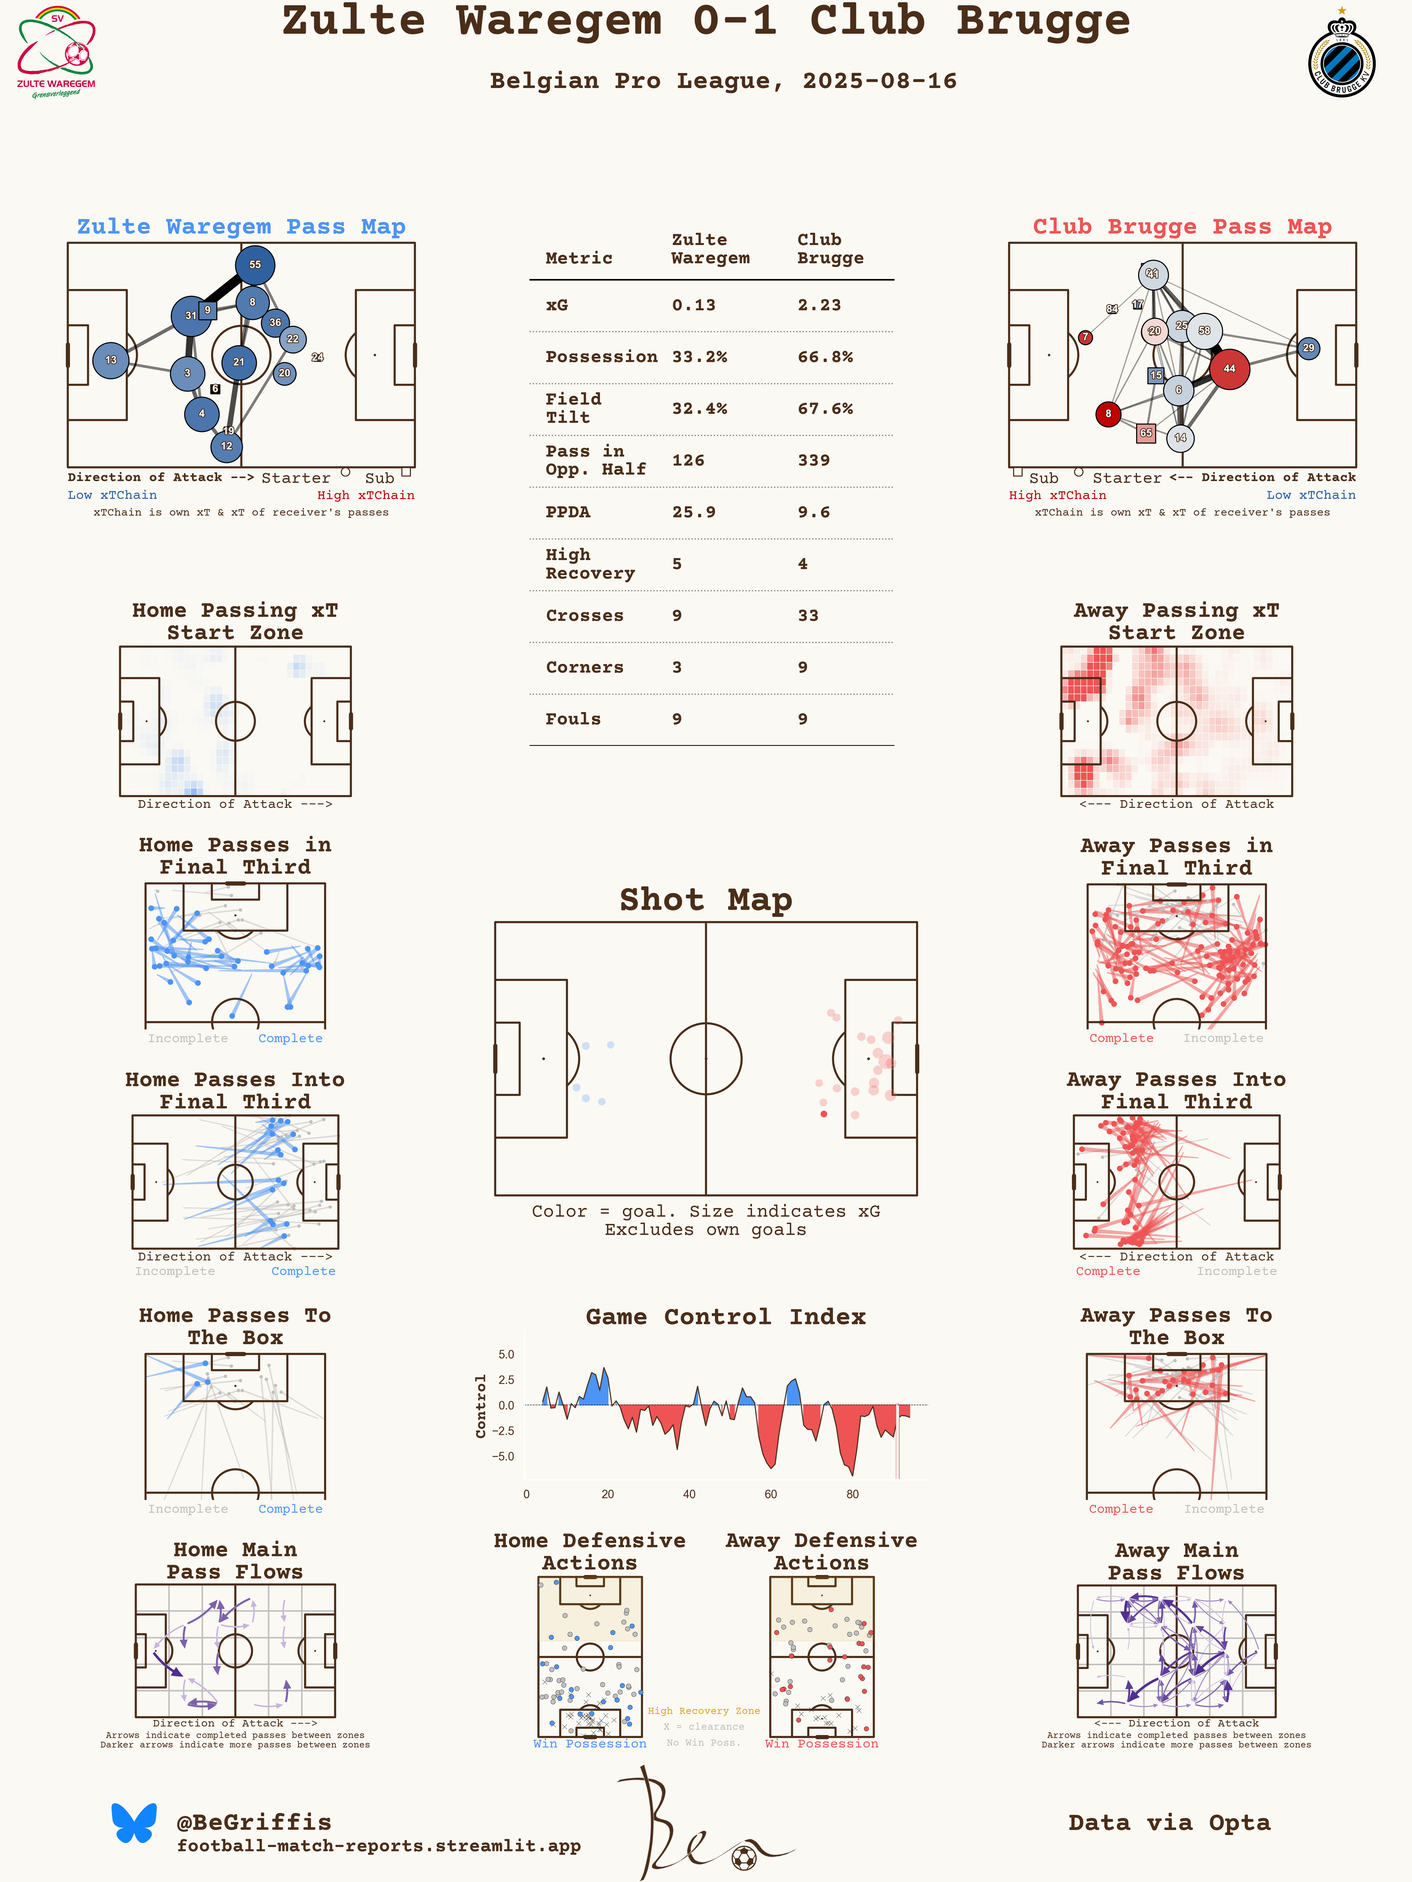 Zulte Waregem 0-1 Club Brugge
Belgian Pro League, 2025-08-16
SV
ZULTE WAREGEM
Grensverleggend
CLUB BRUGGE KV
Zulte Waregem Pass Map
55
8
9
31
36
22
24
13
3
21
20
6
4
19
12
Direction of Attack --> Starter Sub
Low xTChain High xTChain
xTChain is own xT & xT of receiver's passes
Metric Zulte Waregem Club Brugge
xG 0.13 2.23
Possession 33.2% 66.8%
Field Tilt 32.4% 67.6%
Pass in Opp. Half 126 339
PPDA 25.9 9.6
High Recovery 5 4
Crosses 9 33
Corners 3 9
Fouls 9 9
Club Brugge Pass Map
41
84
17
7
20
25
58
29
15
44
6
8
65
14
Sub Starter <-- Direction of Attack
High xTChain Low xTChain
xTChain is own xT & xT of receiver's passes
Home Passing xT
Start Zone
Direction of Attack --->
Away Passing xT
Start Zone
<--- Direction of Attack
Home Passes in
Final Third
Incomplete Complete
Away Passes in
Final Third
Complete Incomplete
Shot Map
Color = goal. Size indicates xG
Excludes own goals
Home Passes Into
Final Third
Direction of Attack --->
Incomplete Complete
Away Passes Into
Final Third
<--- Direction of Attack
Complete Incomplete
Home Passes To
The Box
Incomplete Complete
Game Control Index
Control
5.0
2.5
0.0
−2.5
−5.0
0 20 40 60 80
Away Passes To
The Box
Complete Incomplete
Home Main
Pass Flows
Direction of Attack --->
Arrows indicate completed passes between zones
Darker arrows indicate more passes between zones
Home Defensive
Actions
Win Possession
High Recovery Zone
X = clearance
No Win Poss.
Away Defensive
Actions
Win Possession
Away Main
Pass Flows
<--- Direction of Attack
Arrows indicate completed passes between zones
Darker arrows indicate more passes between zones
@BeGriffis
football-match-reports.streamlit.app
Ben
Data via Opta